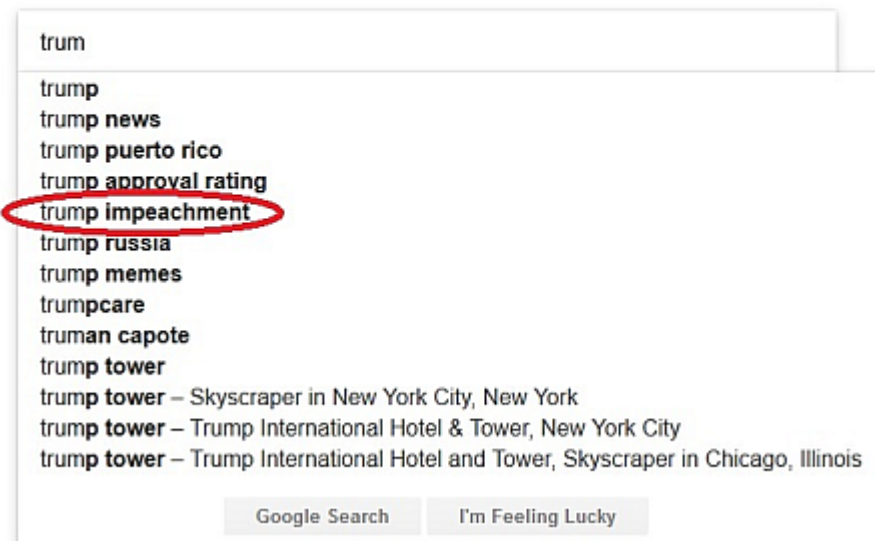 trum
trump
trump news
trump puerto rico
trump approval rating
trump impeachment
trump russia
trump memes
trumpcare
truman capote
trump tower
trump tower – Skyscraper in New York City, New York
trump tower – Trump International Hotel & Tower, New York City
trump tower – Trump International Hotel and Tower, Skyscraper in Chicago, Illinois
Google Search I'm Feeling Lucky